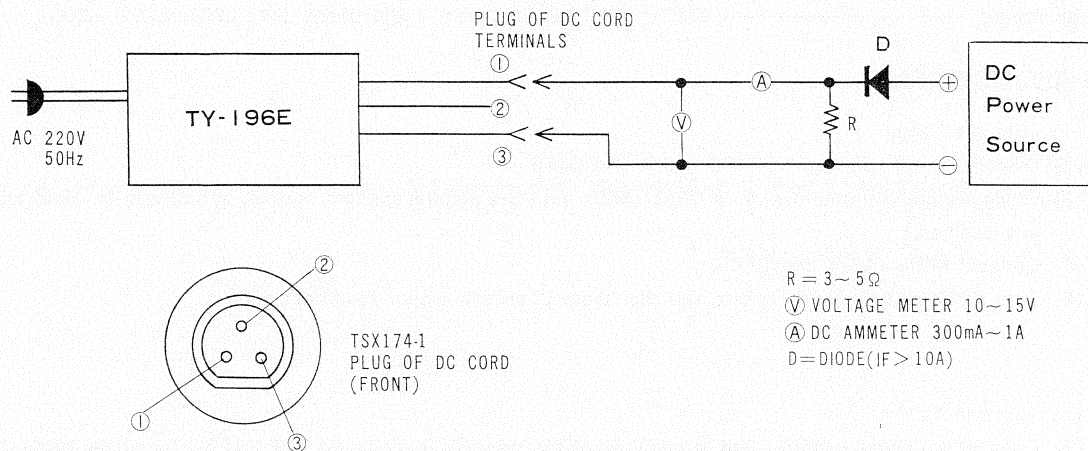 PLUG OF DC CORD
TERMINALS
①
②
③
AC 220V
50Hz
TY-196E
V
A
D
R
+
−
DC
Power
Source
②
①
③
TSX174-1
PLUG OF DC CORD
(FRONT)
R=3~5Ω
Ⓥ VOLTAGE METER 10~15V
Ⓐ DC AMMETER 300mA~1A
D=DIODE(IF>10A)